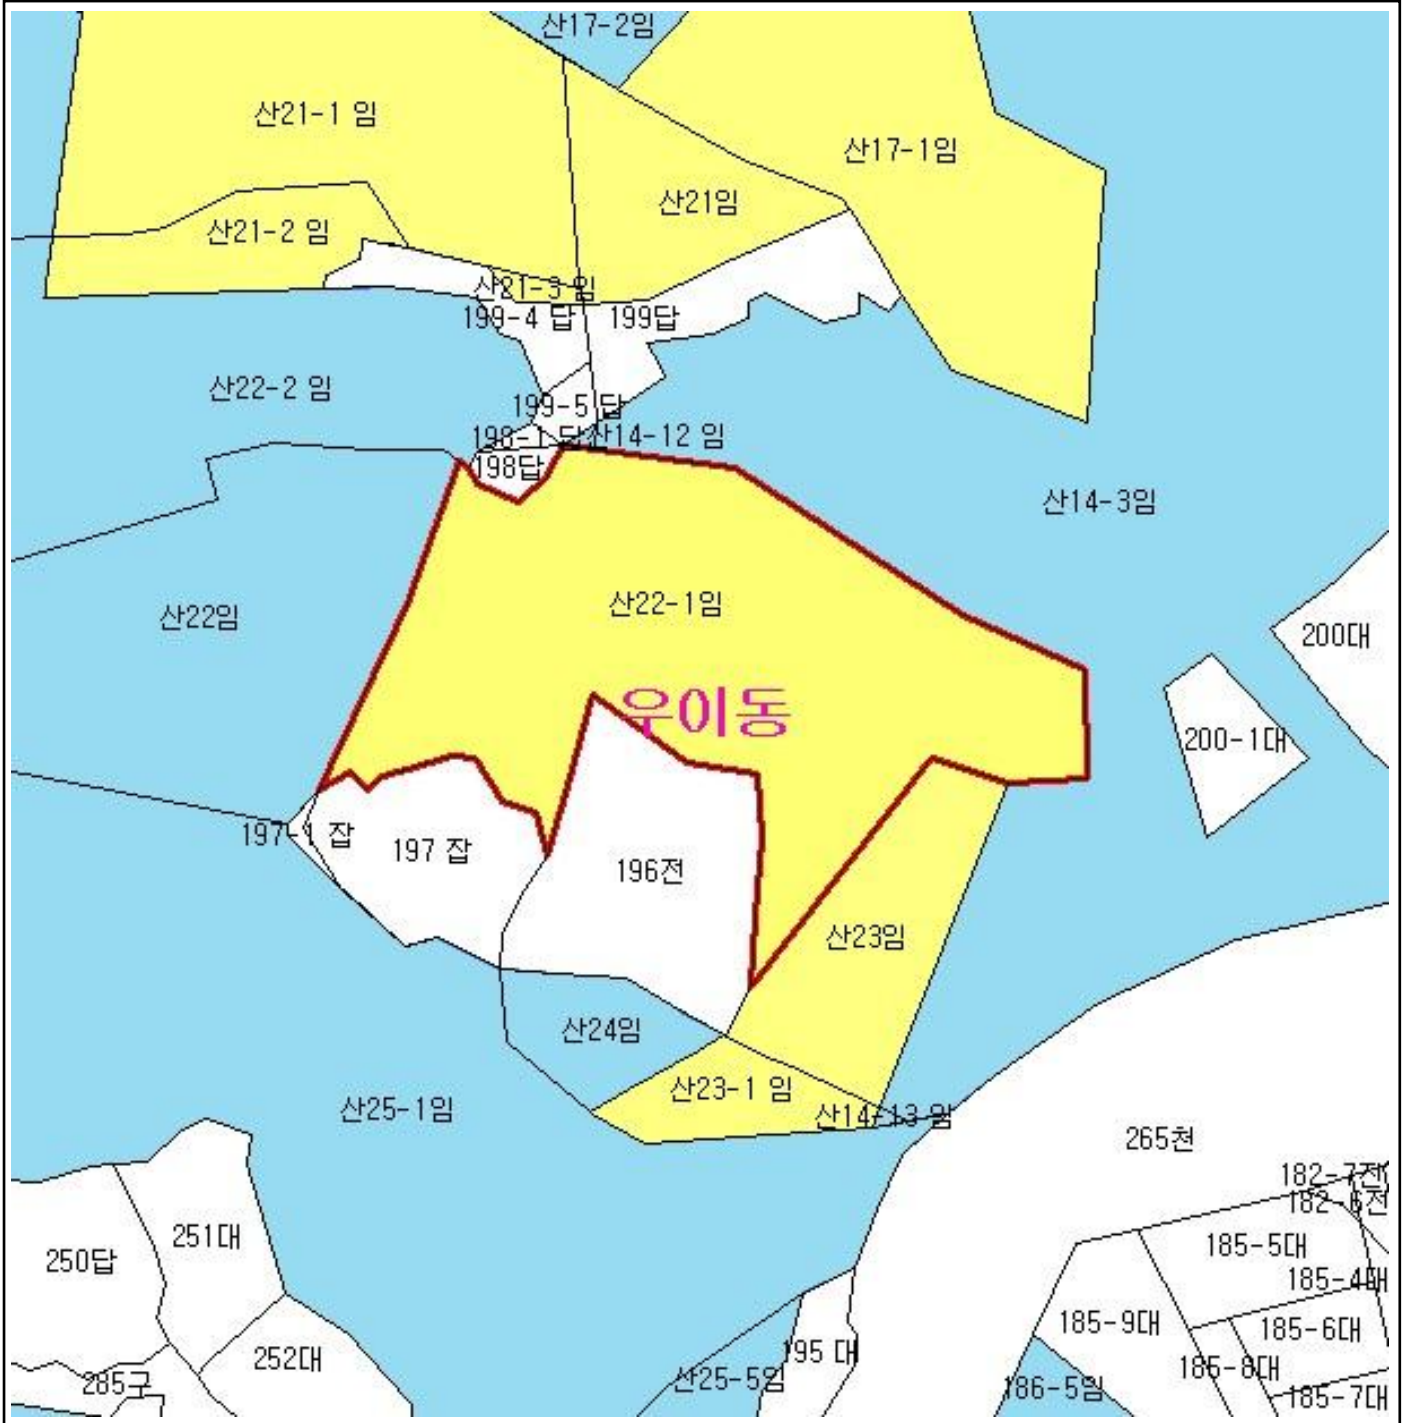 산17-2임
산21-1 임
산17-1임
산21임
산21-2 임
산21-3 임
199-4 답
199답
산22-2 임
199-5 답
198-1 답
산14-12 임
198답
산14-3임
산22-1임
산22임
200대
우이동
200-1대
197-1 잡
197 잡
196전
산23임
산24임
산23-1 임
산25-1임
산14-13 임
265천
182-7전
182-6전
251대
250답
185-5대
185-4대
185-9대
185-6대
195 대
252대
185-8대
산25-5임
285구
186-5임
185-7대